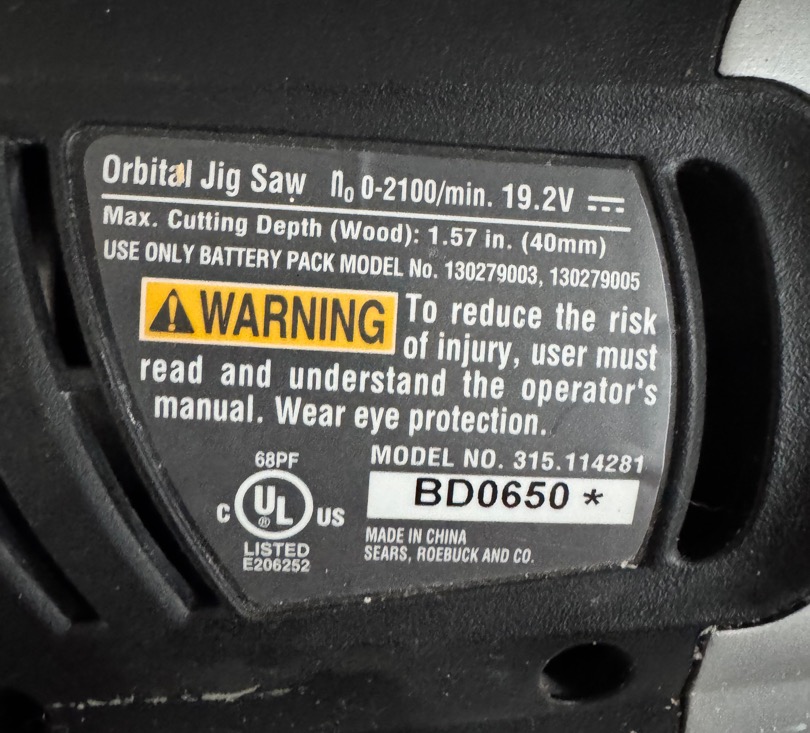 Orbital Jig Saw n₀ 0-2100/min. 19.2V ⎓
Max. Cutting Depth (Wood): 1.57 in. (40mm)
USE ONLY BATTERY PACK MODEL No. 130279003, 130279005
⚠ WARNING To reduce the risk
of injury, user must
read and understand the operator's
manual. Wear eye protection.
68PF
C UL ® US
LISTED
E206252
MODEL NO. 315.114281
BD0650 *
MADE IN CHINA
SEARS, ROEBUCK AND CO.